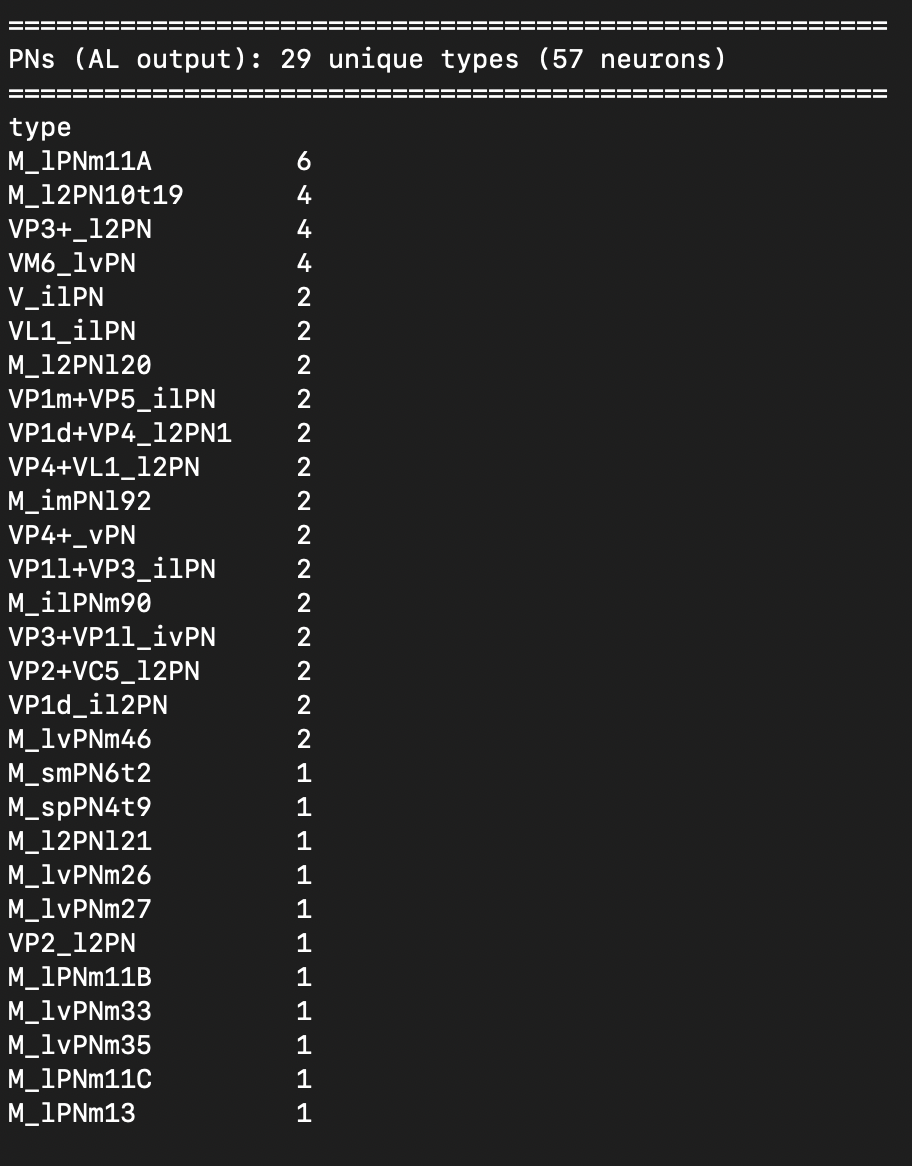 =======================================================
PNs (AL output): 29 unique types (57 neurons)
=======================================================
type
M_lPNm11A         6
M_l2PN10t19       4
VP3+_l2PN         4
VM6_lvPN          4
V_ilPN            2
VL1_ilPN          2
M_l2PNl20         2
VP1m+VP5_ilPN     2
VP1d+VP4_l2PN1    2
VP4+VL1_l2PN      2
M_imPNl92         2
VP4+_vPN          2
VP1l+VP3_ilPN     2
M_ilPNm90         2
VP3+VP1l_ivPN     2
VP2+VC5_l2PN      2
VP1d_il2PN        2
M_lvPNm46         2
M_smPN6t2         1
M_spPN4t9         1
M_l2PNl21         1
M_lvPNm26         1
M_lvPNm27         1
VP2_l2PN          1
M_lPNm11B         1
M_lvPNm33         1
M_lvPNm35         1
M_lPNm11C         1
M_lPNm13          1